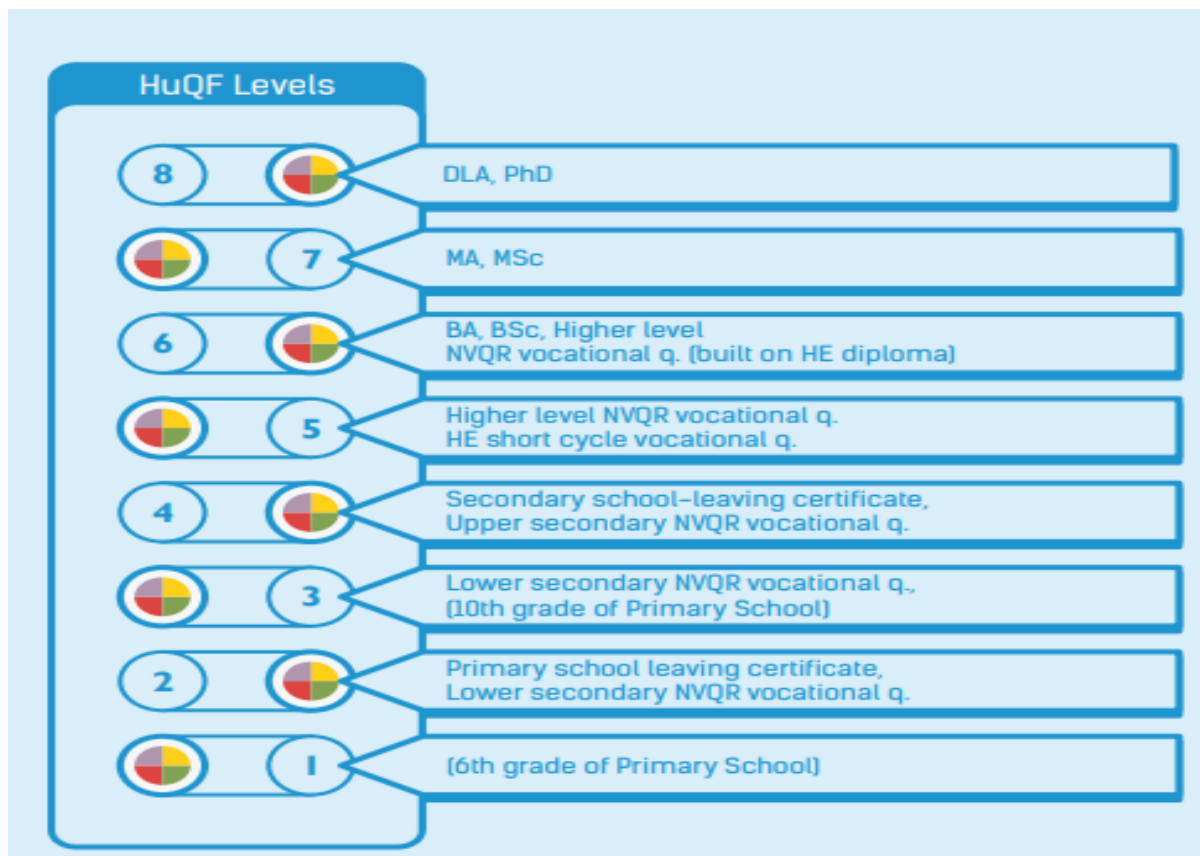 HuQF Levels
8
DLA, PhD
7
MA, MSc
6
BA, BSc, Higher level
NVQR vocational q. (built on HE diploma)
5
Higher level NVQR vocational q.
HE short cycle vocational q.
4
Secondary school-leaving certificate,
Upper secondary NVQR vocational q.
3
Lower secondary NVQR vocational q.,
(10th grade of Primary School)
2
Primary school leaving certificate,
Lower secondary NVQR vocational q.
1
(6th grade of Primary School)